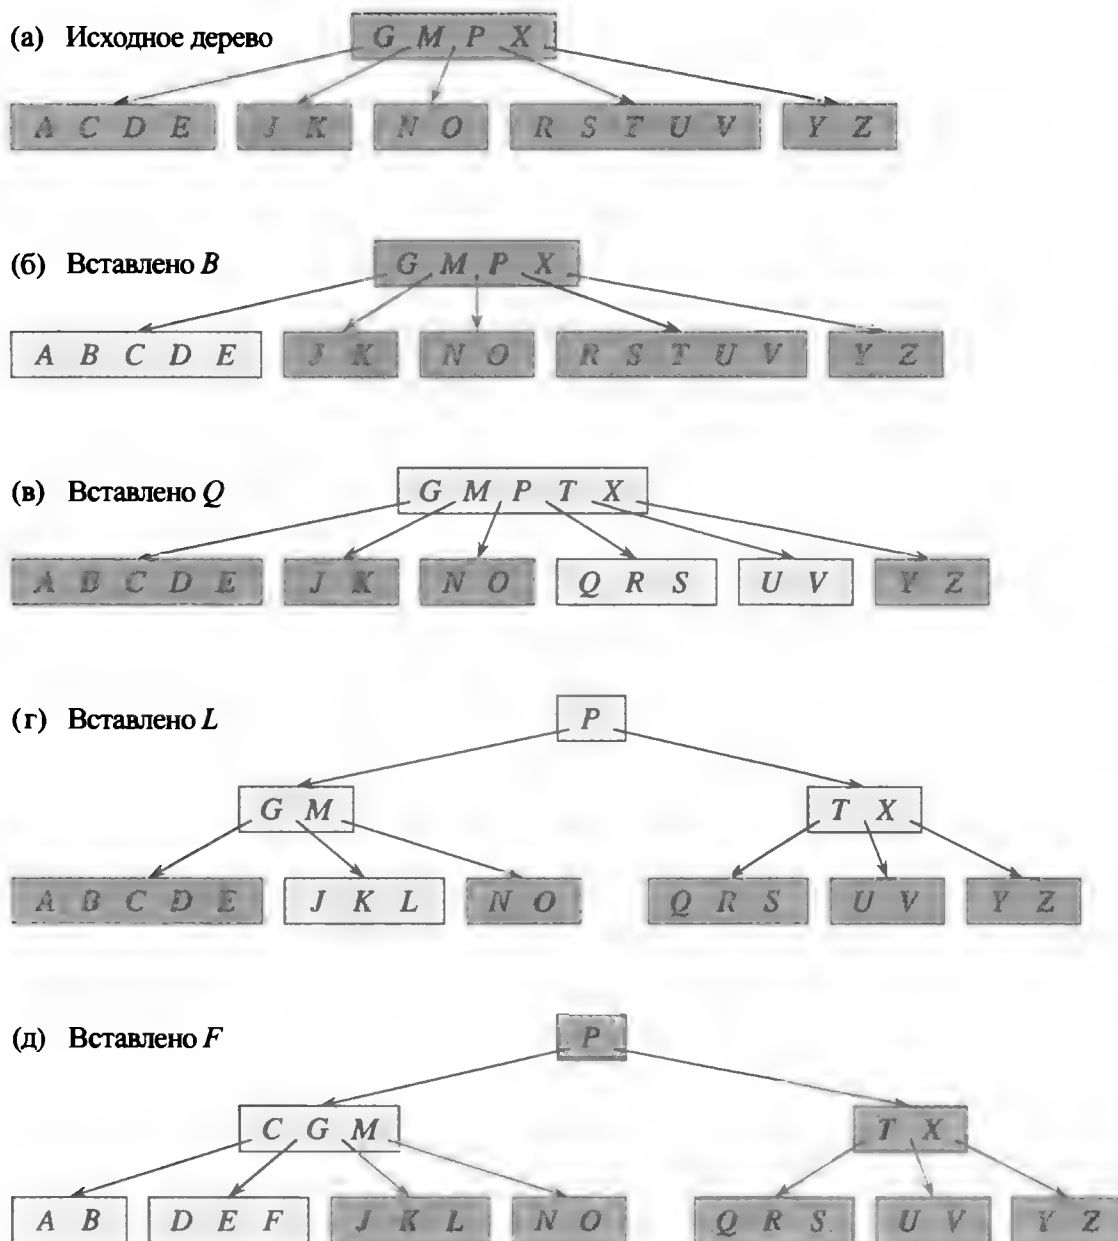 (а) Исходное дерево
G M P X
A C D E J K N O R S T U V Y Z
(б) Вставлено B
G M P X
A B C D E J K N O R S T U V Y Z
(в) Вставлено Q
G M P T X
A B C D E J K N O Q R S U V Y Z
(г) Вставлено L
P
G M T X
A B C D E J K L N O Q R S U V Y Z
(д) Вставлено F
P
C G M T X
A B D E F J K L N O Q R S U V Y Z